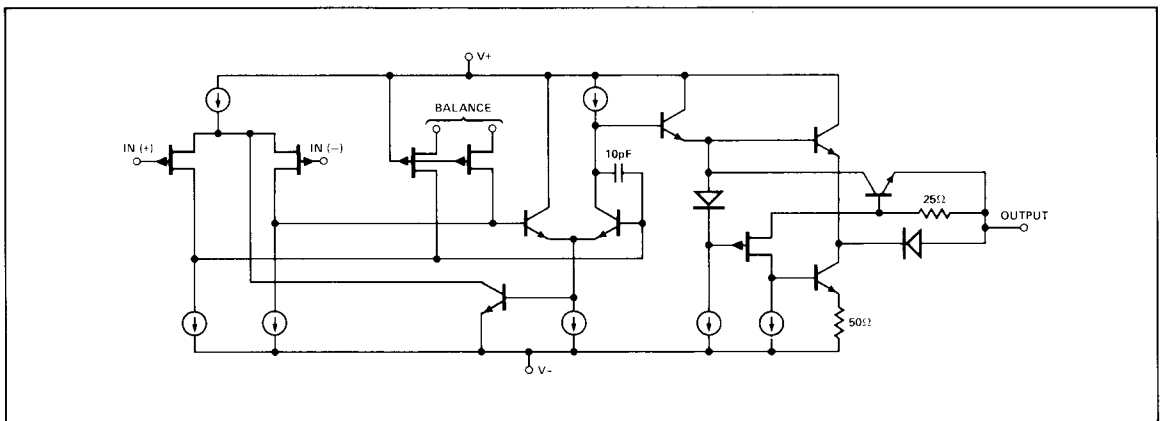 V+
BALANCE
IN (+)
IN (−)
10pF
25Ω
OUTPUT
50Ω
V−